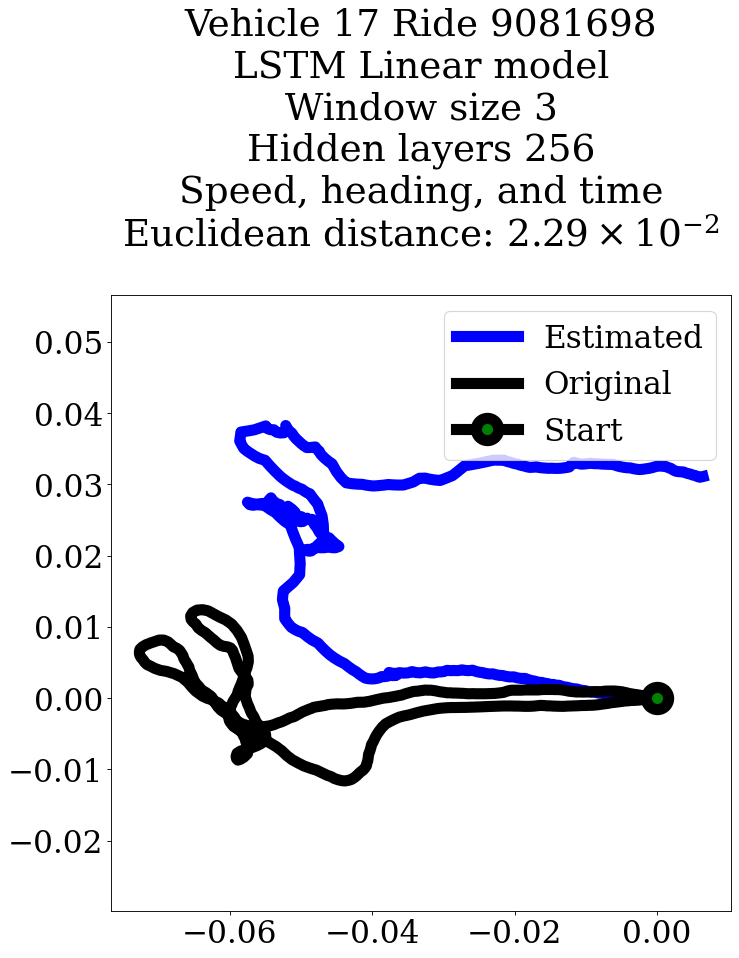 Vehicle 17 Ride 9081698
LSTM Linear model
Window size 3
Hidden layers 256
Speed, heading, and time
Euclidean distance: 2.29 × 10⁻²
Estimated
Original
Start
0.05
0.04
0.03
0.02
0.01
0.00
−0.01
−0.02
−0.06 −0.04 −0.02 0.00